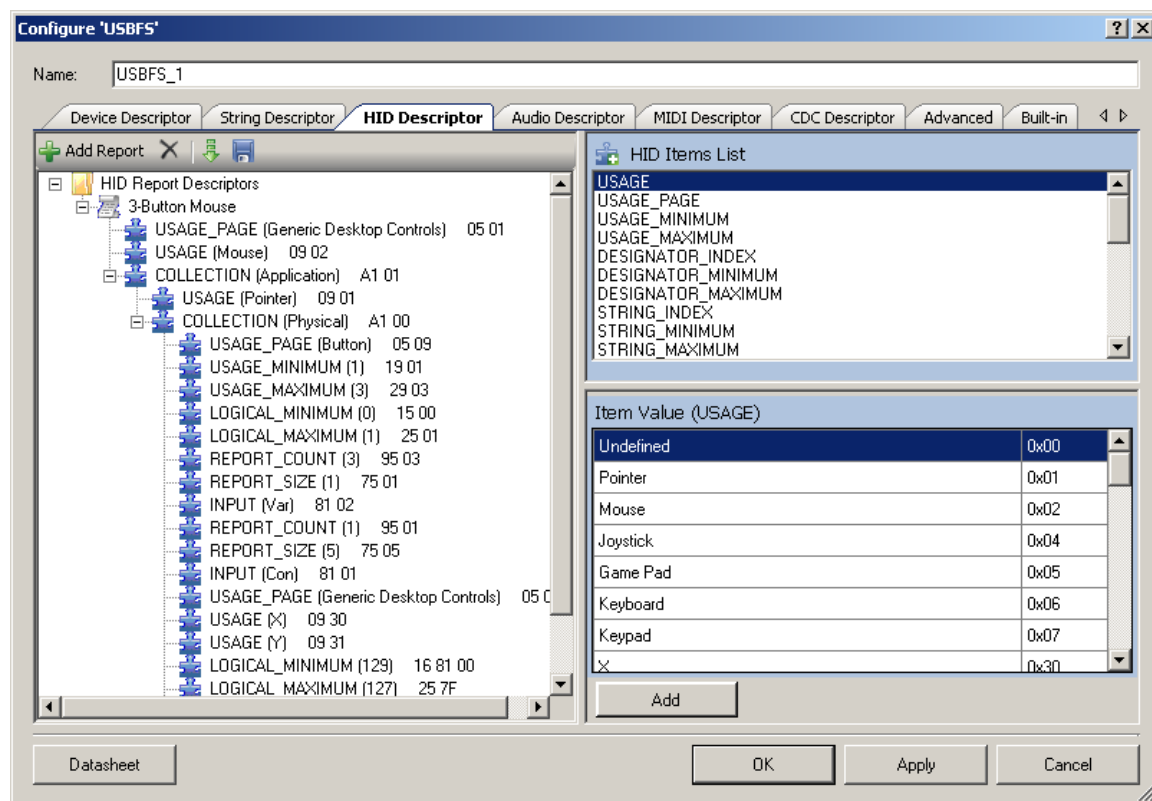 Configure 'USBFS'
Name: USBFS_1
Device Descriptor String Descriptor HID Descriptor Audio Descriptor MIDI Descriptor CDC Descriptor Advanced Built-in
Add Report
HID Report Descriptors
3-Button Mouse
USAGE_PAGE (Generic Desktop Controls) 05 01
USAGE (Mouse) 09 02
COLLECTION (Application) A1 01
USAGE (Pointer) 09 01
COLLECTION (Physical) A1 00
USAGE_PAGE (Button) 05 09
USAGE_MINIMUM (1) 19 01
USAGE_MAXIMUM (3) 29 03
LOGICAL_MINIMUM (0) 15 00
LOGICAL_MAXIMUM (1) 25 01
REPORT_COUNT (3) 95 03
REPORT_SIZE (1) 75 01
INPUT (Var) 81 02
REPORT_COUNT (1) 95 01
REPORT_SIZE (5) 75 05
INPUT (Con) 81 01
USAGE_PAGE (Generic Desktop Controls) 05
USAGE (X) 09 30
USAGE (Y) 09 31
LOGICAL_MINIMUM (129) 16 81 00
LOGICAL_MAXIMUM (127) 25 7F
HID Items List
USAGE
USAGE_PAGE
USAGE_MINIMUM
USAGE_MAXIMUM
DESIGNATOR_INDEX
DESIGNATOR_MINIMUM
DESIGNATOR_MAXIMUM
STRING_INDEX
STRING_MINIMUM
STRING_MAXIMUM
Item Value (USAGE)
Undefined 0x00
Pointer 0x01
Mouse 0x02
Joystick 0x04
Game Pad 0x05
Keyboard 0x06
Keypad 0x07
X 0x30
Add
Datasheet OK Apply Cancel